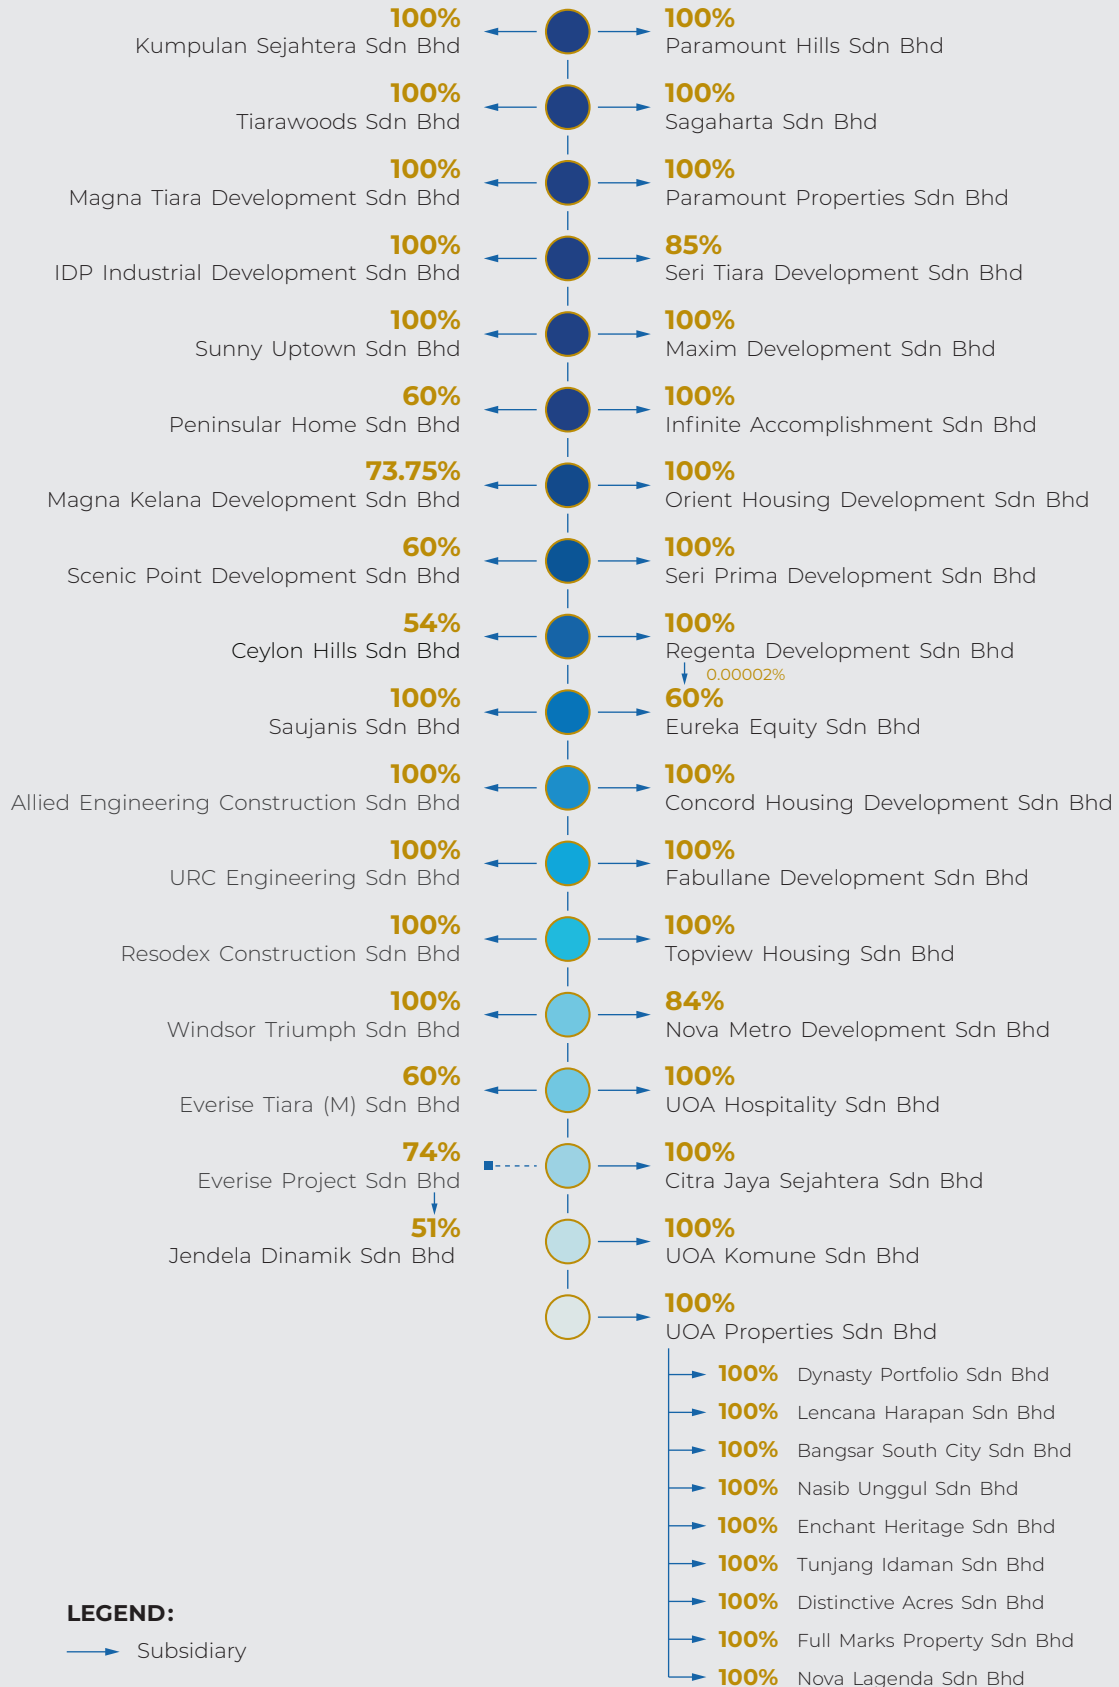 100%
Kumpulan Sejahtera Sdn Bhd
100%
Paramount Hills Sdn Bhd
100%
Tiarawoods Sdn Bhd
100%
Sagaharta Sdn Bhd
100%
Magna Tiara Development Sdn Bhd
100%
Paramount Properties Sdn Bhd
100%
IDP Industrial Development Sdn Bhd
85%
Seri Tiara Development Sdn Bhd
100%
Sunny Uptown Sdn Bhd
100%
Maxim Development Sdn Bhd
60%
Peninsular Home Sdn Bhd
100%
Infinite Accomplishment Sdn Bhd
73.75%
Magna Kelana Development Sdn Bhd
100%
Orient Housing Development Sdn Bhd
60%
Scenic Point Development Sdn Bhd
100%
Seri Prima Development Sdn Bhd
54%
Ceylon Hills Sdn Bhd
100%
Regenta Development Sdn Bhd
0.00002%
100%
Saujanis Sdn Bhd
60%
Eureka Equity Sdn Bhd
100%
Allied Engineering Construction Sdn Bhd
100%
Concord Housing Development Sdn Bhd
100%
URC Engineering Sdn Bhd
100%
Fabullane Development Sdn Bhd
100%
Resodex Construction Sdn Bhd
100%
Topview Housing Sdn Bhd
100%
Windsor Triumph Sdn Bhd
84%
Nova Metro Development Sdn Bhd
60%
Everise Tiara (M) Sdn Bhd
100%
UOA Hospitality Sdn Bhd
74%
Everise Project Sdn Bhd
100%
Citra Jaya Sejahtera Sdn Bhd
51%
Jendela Dinamik Sdn Bhd
100%
UOA Komune Sdn Bhd
100%
UOA Properties Sdn Bhd
100% Dynasty Portfolio Sdn Bhd
100% Lencana Harapan Sdn Bhd
100% Bangsar South City Sdn Bhd
100% Nasib Unggul Sdn Bhd
100% Enchant Heritage Sdn Bhd
100% Tunjang Idaman Sdn Bhd
100% Distinctive Acres Sdn Bhd
100% Full Marks Property Sdn Bhd
100% Nova Lagenda Sdn Bhd
LEGEND:
Subsidiary